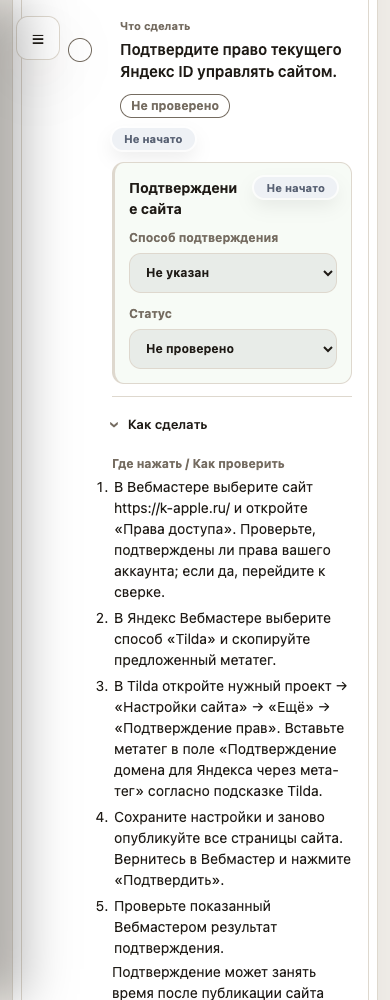 Что сделать
Подтвердите право текущего
Яндекс ID управлять сайтом.
Не проверено
Не начато
Подтверждени
е сайта
Не начато
Способ подтверждения
Не указан
Статус
Не проверено
Как сделать
Где нажать / Как проверить
1. В Вебмастере выберите сайт
https://k-apple.ru/ и откройте
«Права доступа». Проверьте,
подтверждены ли права вашего
аккаунта; если да, перейдите к
сверке.
2. В Яндекс Вебмастере выберите
способ «Tilda» и скопируйте
предложенный метатег.
3. В Tilda откройте нужный проект →
«Настройки сайта» → «Ещё» →
«Подтверждение прав». Вставьте
метатег в поле «Подтверждение
домена для Яндекса через мета-
тег» согласно подсказке Tilda.
4. Сохраните настройки и заново
опубликуйте все страницы сайта.
Вернитесь в Вебмастер и нажмите
«Подтвердить».
5. Проверьте показанный
Вебмастером результат
подтверждения.
Подтверждение может занять
время после публикации сайта